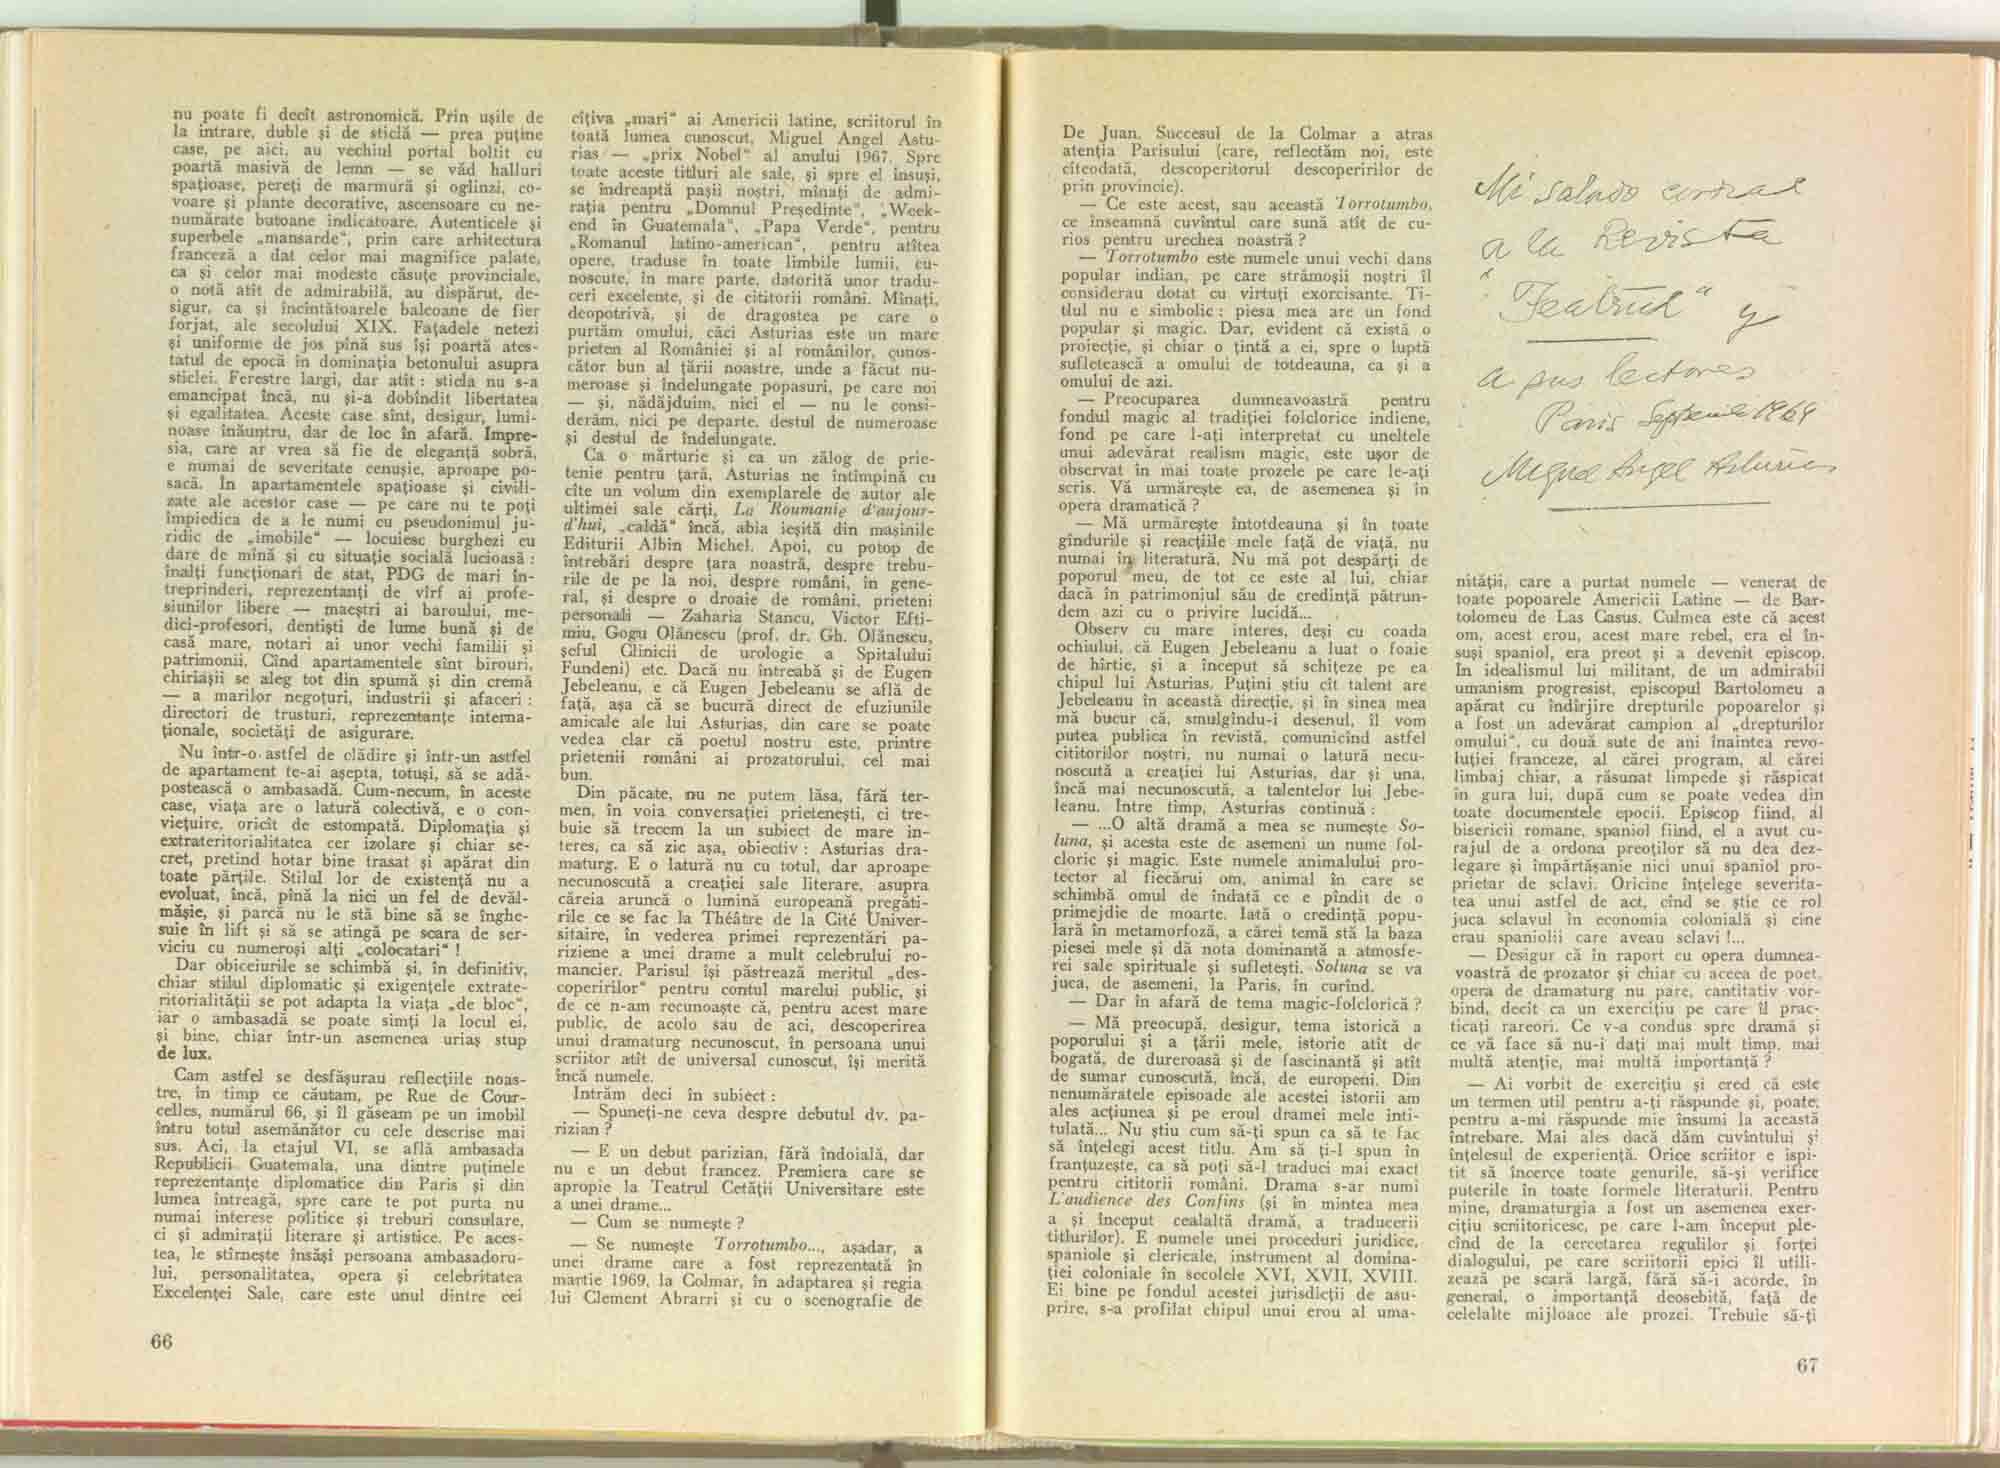 nu poate fi decît astronomică. Prin ușile de
la intrare, duble și de sticlă — prea puține
case, pe aici, au vechiul portal boltit cu
poartă masivă de lemn — se văd halluri
spațioase, pereți de marmură și oglinzi, co-
voare și plante decorative, ascensoare cu ne-
numărate butoane indicatoare. Autenticele și
superbele „mansarde“, prin care arhitectura
franceză a dat celor mai magnifice palate,
ca și celor mai modeste căsuțe provinciale,
o notă atît de admirabilă, au dispărut, de-
sigur, ca și încîntătoarele balcoane de fier
forjat, ale secolului XIX. Fațadele netezi
și uniforme de jos pînă sus își poartă ates-
tatul de epocă în dominația betonului asupra
sticlei. Ferestre largi, dar atît : sticla nu s-a
emancipat încă, nu și-a dobîndit libertatea
și egalitatea. Aceste case sînt, desigur, lumi-
noase înăuntru, dar de loc în afară. Impre-
sia, care ar vrea să fie de eleganță sobră,
e numai de severitate cenușie, aproape po-
sacă. În apartamentele spațioase și civili-
zate ale acestor case — pe care nu te poți
împiedica de a le numi cu pseudonimul ju-
ridic de „imobile“ — locuiesc burghezi cu
dare de mînă și cu situație socială lucioasă :
înalți funcționari de stat, PDG de mari în-
treprinderi, reprezentanți de vîrf ai profe-
siunilor libere — maeștri ai baroului, me-
dici-profesori, dentiști de lume bună și de
casă mare, notari ai unor vechi familii și
patrimonii. Cînd apartamentele sînt birouri,
chiriașii se aleg tot din spumă și din cremă
— a marilor negoțuri, industrii și afaceri :
directori de trusturi, reprezentanțe interna-
ționale, societăți de asigurare.
Nu într-o astfel de clădire și într-un astfel
de apartament te-ai aștepta, totuși, să se adă-
postească o ambasadă. Cum-necum, în aceste
case, viața are o latură colectivă, e o con-
viețuire, oricît de estompată. Diplomația și
extrateritorialitatea cer izolare și chiar se-
cret, pretind hotar bine trasat și apărat din
toate părțile. Stilul lor de existență nu a
evoluat, încă, pînă la nici un fel de devăl-
mășie, și parcă nu le stă bine să se înghe-
suie în lift și să se atingă pe scara de ser-
viciu cu numeroși alți „colocatari“ !
Dar obiceiurile se schimbă și, în definitiv,
chiar stilul diplomatic și exigențele extrate-
ritorialității se pot adapta la viața „de bloc“,
iar o ambasadă se poate simți la locul ei,
și bine, chiar într-un asemenea uriaș stup
de lux.
Cam astfel se desfășurau reflecțiile noas-
tre, în timp ce căutam, pe Rue de Cour-
celles, numărul 66, și îl găseam pe un imobil
întru totul asemănător cu cele descrise mai
sus. Aci, la etajul VI, se află ambasada
Republicii Guatemala, una dintre puținele
reprezentanțe diplomatice din Paris și din
lumea întreagă, spre care te pot purta nu
numai interese politice și treburi consulare,
ci și admirații literare și artistice. Pe aces-
tea, le stîrnește însăși persoana ambasadoru-
lui, personalitatea, opera și celebritatea
Excelenței Sale, care este unul dintre cei
66
cîțiva „mari“ ai Americii latine, scriitorul în
toată lumea cunoscut, Miguel Angel Astu-
rias — „prix Nobel“ al anului 1967. Spre
toate aceste titluri ale sale, și spre el însuși,
se îndreaptă pașii noștri, mînați de admi-
rația pentru „Domnul Președinte“, „Week-
end în Guatemala“, „Papa Verde“, pentru
„Romanul latino-american“, pentru atîtea
opere, traduse în toate limbile lumii, cu-
noscute, în mare parte, datorită unor tradu-
ceri excelente, și de cititorii români. Mînați,
deopotrivă, și de dragostea pe care o
purtăm omului, căci Asturias este un mare
prieten al României și al românilor, cunos-
cător bun al țării noastre, unde a făcut nu-
meroase și îndelungate popasuri, pe care noi
— și, nădăjduim, nici el — nu le consi-
derăm, nici pe departe, destul de numeroase
și destul de îndelungate.
Ca o mărturie și ca un zălog de prie-
tenie pentru țară, Asturias ne întîmpină cu
cîte un volum din exemplarele de autor ale
ultimei sale cărți, La Roumanie d'aujour-
d'hui, „caldă“ încă, abia ieșită din mașinile
Editurii Albin Michel. Apoi, cu potop de
întrebări despre țara noastră, despre trebu-
rile de pe la noi, despre români, în gene-
ral, și despre o droaie de români, prieteni
personali — Zaharia Stancu, Victor Efti-
miu, Gogu Olănescu (prof. dr. Gh. Olănescu,
șeful Clinicii de urologie a Spitalului
Fundeni) etc. Dacă nu întreabă și de Eugen
Jebeleanu, e că Eugen Jebeleanu se află de
față, așa că se bucură direct de efuziunile
amicale ale lui Asturias, din care se poate
vedea clar că poetul nostru este, printre
prietenii români ai prozatorului, cel mai
bun.
Din păcate, nu ne putem lăsa, fără ter-
men, în voia conversației prietenești, ci tre-
buie să trecem la un subiect de mare in-
teres, ca să zic așa, obiectiv : Asturias dra-
maturg. E o latură nu cu totul, dar aproape
necunoscută a creației sale literare, asupra
căreia aruncă o lumină europeană pregăti-
rile ce se fac la Théâtre de la Cité Univer-
sitaire, în vederea primei reprezentări pa-
riziene a unei drame a mult celebrului ro-
mancier. Parisul își păstrează meritul „des-
coperirilor“ pentru contul marelui public, și
de ce n-am recunoaște că, pentru acest mare
public, de acolo sau de aci, descoperirea
unui dramaturg necunoscut, în persoana unui
scriitor atît de universal cunoscut, își merită
încă numele.
Intrăm deci în subiect :
— Spuneți-ne ceva despre debutul dv. pa-
rizian ?
— E un debut parizian, fără îndoială, dar
nu e un debut francez. Premiera care se
apropie la Teatrul Cetății Universitare este
a unei drame...
— Cum se numește ?
— Se numește Torrotumbo..., așadar, a
unei drame care a fost reprezentată în
martie 1969, la Colmar, în adaptarea și regia
lui Clement Abrarri și cu o scenografie de
De Juan. Succesul de la Colmar a atras
atenția Parisului (care, reflectăm noi, este
cîteodată, descoperitorul descoperirilor de
prin provincie).
— Ce este acest, sau această Torrotumbo,
ce înseamnă cuvîntul care sună atît de cu-
rios pentru urechea noastră ?
— Torrotumbo este numele unui vechi dans
popular indian, pe care strămoșii noștri îl
considerau dotat cu virtuți exorcisante. Ti-
tlul nu e simbolic : piesa mea are un fond
popular și magic. Dar, evident că există o
proiecție, și chiar o țintă a ei, spre o luptă
sufletească a omului de totdeauna, ca și a
omului de azi.
— Preocuparea dumneavoastră pentru
fondul magic al tradiției folclorice indiene,
fond pe care l-ați interpretat cu uneltele
unui adevărat realism magic, este ușor de
observat în mai toate prozele pe care le-ați
scris. Vă urmărește ea, de asemenea și în
opera dramatică ?
— Mă urmărește întotdeauna și în toate
gîndurile și reacțiile mele față de viață, nu
numai în literatură. Nu mă pot despărți de
poporul meu, de tot ce este al lui, chiar
dacă în patrimoniul său de credință pătrun-
dem azi cu o privire lucidă...
Observ cu mare interes, deși cu coada
ochiului, că Eugen Jebeleanu a luat o foaie
de hîrtie, și a început să schițeze pe ea
chipul lui Asturias. Puțini știu cît talent are
Jebeleanu în această direcție, și în sinea mea
mă bucur că, smulgîndu-i desenul, îl vom
putea publica în revistă, comunicînd astfel
cititorilor noștri, nu numai o latură necu-
noscută a creației lui Asturias, dar și una,
încă mai necunoscută, a talentelor lui Jebe-
leanu. Între timp, Asturias continuă :
— ...O altă dramă a mea se numește So-
luna, și acesta este de asemeni un nume fol-
cloric și magic. Este numele animalului pro-
tector al fiecărui om, animal în care se
schimbă omul de îndată ce e pîndit de o
primejdie de moarte. Iată o credință popu-
lară în metamorfoză, a cărei temă stă la baza
piesei mele și dă nota dominantă a atmosfe-
rei sale spirituale și sufletești. Soluna se va
juca, de asemeni, la Paris, în curînd.
— Dar în afară de tema magic-folclorică ?
— Mă preocupă, desigur, tema istorică a
poporului și a țării mele, istorie atît de
bogată, de dureroasă și de fascinantă și atît
de sumar cunoscută, încă, de europeni. Din
nenumăratele episoade ale acestei istorii am
ales acțiunea și pe eroul dramei mele inti-
tulată... Nu știu cum să-ți spun ca să te fac
să înțelegi acest titlu. Am să ți-l spun în
franțuzește, ca să poți să-l traduci mai exact
pentru cititorii români. Drama s-ar numi
L'audience des Confins (și în mintea mea
a și început cealaltă dramă, a traducerii
titlurilor). E numele unei proceduri juridice,
spaniole și clericale, instrument al domina-
ției coloniale în secolele XVI, XVII, XVIII.
Ei bine pe fondul acestei jurisdicții de asu-
prire, s-a profilat chipul unui erou al uma-
Mi saludo cordial
a la Revista
"Teatrul" y
a sus lectores
Paris Septiembre 1969
Miguel Angel Asturias
nității, care a purtat numele — venerat de
toate popoarele Americii Latine — de Bar-
tolomeu de Las Casus. Culmea este că acest
om, acest erou, acest mare rebel, era el în-
suși spaniol, era preot și a devenit episcop.
În idealismul lui militant, de un admirabil
umanism progresist, episcopul Bartolomeu a
apărat cu îndîrjire drepturile popoarelor și
a fost un adevărat campion al „drepturilor
omului“, cu două sute de ani înaintea revo-
luției franceze, al cărei program, al cărei
limbaj chiar, a răsunat limpede și răspicat
în gura lui, după cum se poate vedea din
toate documentele epocii. Episcop fiind, al
bisericii romane, spaniol fiind, el a avut cu-
rajul de a ordona preoților să nu dea dez-
legare și împărtășanie nici unui spaniol pro-
prietar de sclavi. Oricine înțelege severita-
tea unui astfel de act, cînd se știe ce rol
juca sclavul în economia colonială și cine
erau spaniolii care aveau sclavi !...
— Desigur că în raport cu opera dumnea-
voastră de prozator și chiar cu aceea de poet,
opera de dramaturg nu pare, cantitativ vor-
bind, decît ca un exercițiu pe care îl prac-
ticați rareori. Ce v-a condus spre dramă și
ce vă face să nu-i dați mai mult timp, mai
multă atenție, mai multă importanță ?
— Ai vorbit de exercițiu și cred că este
un termen util pentru a-ți răspunde și, poate,
pentru a-mi răspunde mie însumi la această
întrebare. Mai ales dacă dăm cuvîntului și
înțelesul de experiență. Orice scriitor e ispi-
tit să încerce toate genurile, să-și verifice
puterile în toate formele literaturii. Pentru
mine, dramaturgia a fost un asemenea exer-
cițiu scriitoricesc, pe care l-am început ple-
cînd de la cercetarea regulilor și forței
dialogului, pe care scriitorii epici îl utili-
zează pe scară largă, fără să-i acorde, în
general, o importanță deosebită, față de
celelalte mijloace ale prozei. Trebuie să-ți
67